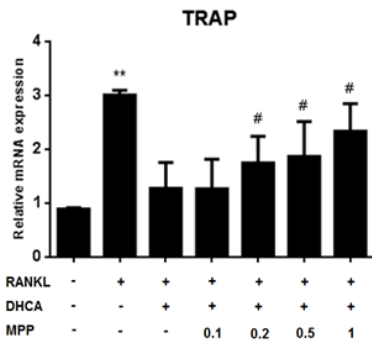 TRAP
Relative mRNA expression
4
3
2
1
0
**
#
#
#
RANKL - + + + + + +
DHCA - - + + + + +
MPP - - - 0.1 0.2 0.5 1